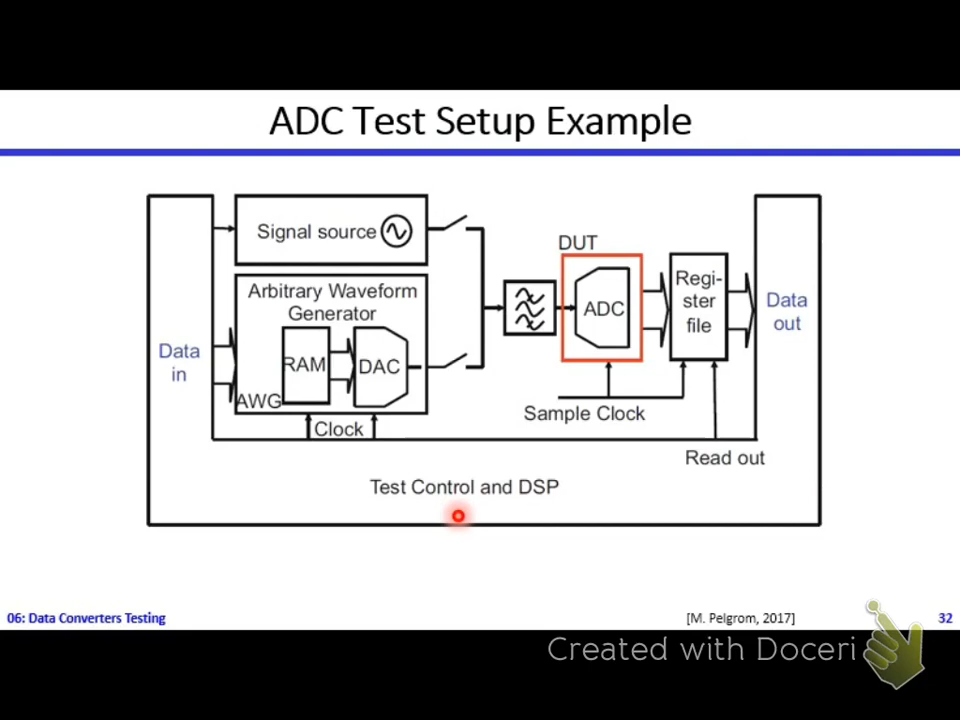 ADC Test Setup Example
Signal source
Arbitrary Waveform
Generator
RAM
DAC
AWG
Clock
Data
in
DUT
ADC
Regi-
ster
file
Data
out
Sample Clock
Read out
Test Control and DSP
06: Data Converters Testing
[M. Pelgrom, 2017]
32
Created with Doceri